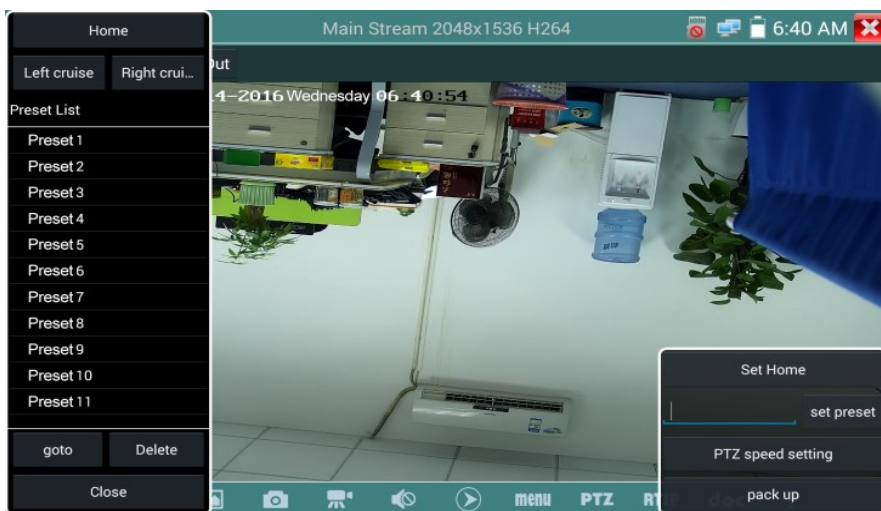 Home
Main Stream 2048x1536 H264
6:40 AM
Left cruise
Right crui...
Out
4-2016 Wednesday 06:40:54
Preset List
Preset 1
Preset 2
Preset 3
Preset 4
Preset 5
Preset 6
Preset 7
Preset 8
Preset 9
Preset 10
Preset 11
Set Home
set preset
goto
Delete
PTZ speed setting
Close
menu
PTZ
pack up